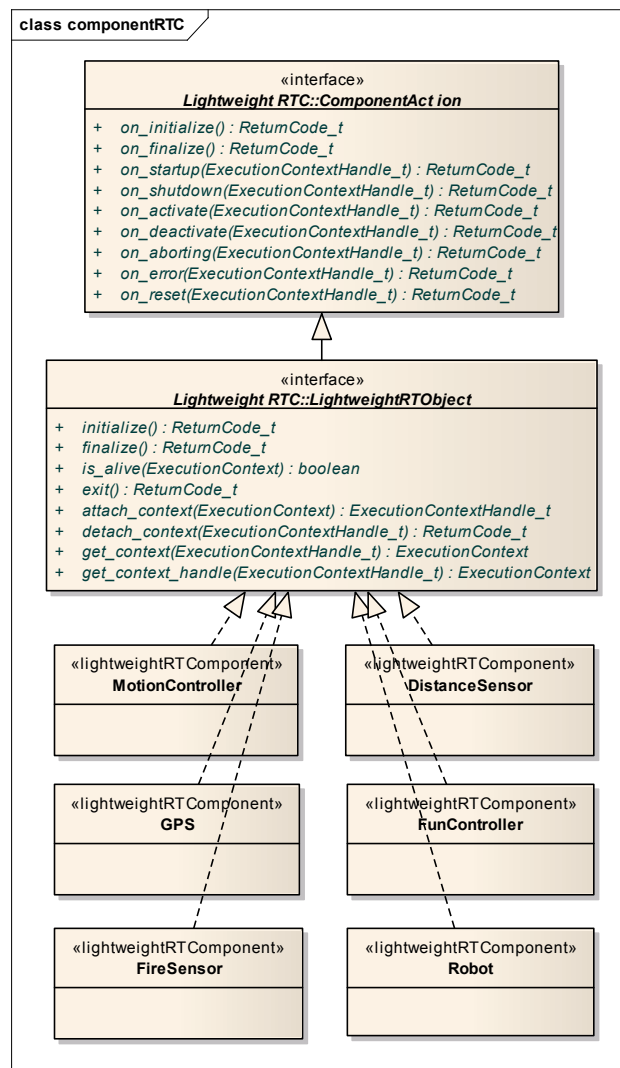 class componentRTC
«interface»
Lightweight RTC::ComponentAct ion
+ on_initialize() : ReturnCode_t
+ on_finalize() : ReturnCode_t
+ on_startup(ExecutionContextHandle_t) : ReturnCode_t
+ on_shutdown(ExecutionContextHandle_t) : ReturnCode_t
+ on_activate(ExecutionContextHandle_t) : ReturnCode_t
+ on_deactivate(ExecutionContextHandle_t) : ReturnCode_t
+ on_aborting(ExecutionContextHandle_t) : ReturnCode_t
+ on_error(ExecutionContextHandle_t) : ReturnCode_t
+ on_reset(ExecutionContextHandle_t) : ReturnCode_t
«interface»
Lightweight RTC::LightweightRTObject
+ initialize() : ReturnCode_t
+ finalize() : ReturnCode_t
+ is_alive(ExecutionContext) : boolean
+ exit() : ReturnCode_t
+ attach_context(ExecutionContext) : ExecutionContextHandle_t
+ detach_context(ExecutionContextHandle_t) : ReturnCode_t
+ get_context(ExecutionContextHandle_t) : ExecutionContext
+ get_context_handle(ExecutionContextHandle_t) : ExecutionContext
«lightweightRTComponent»
MotionController
«lightweightRTComponent»
DistanceSensor
«lightweightRTComponent»
GPS
«lightweightRTComponent»
FunController
«lightweightRTComponent»
FireSensor
«lightweightRTComponent»
Robot